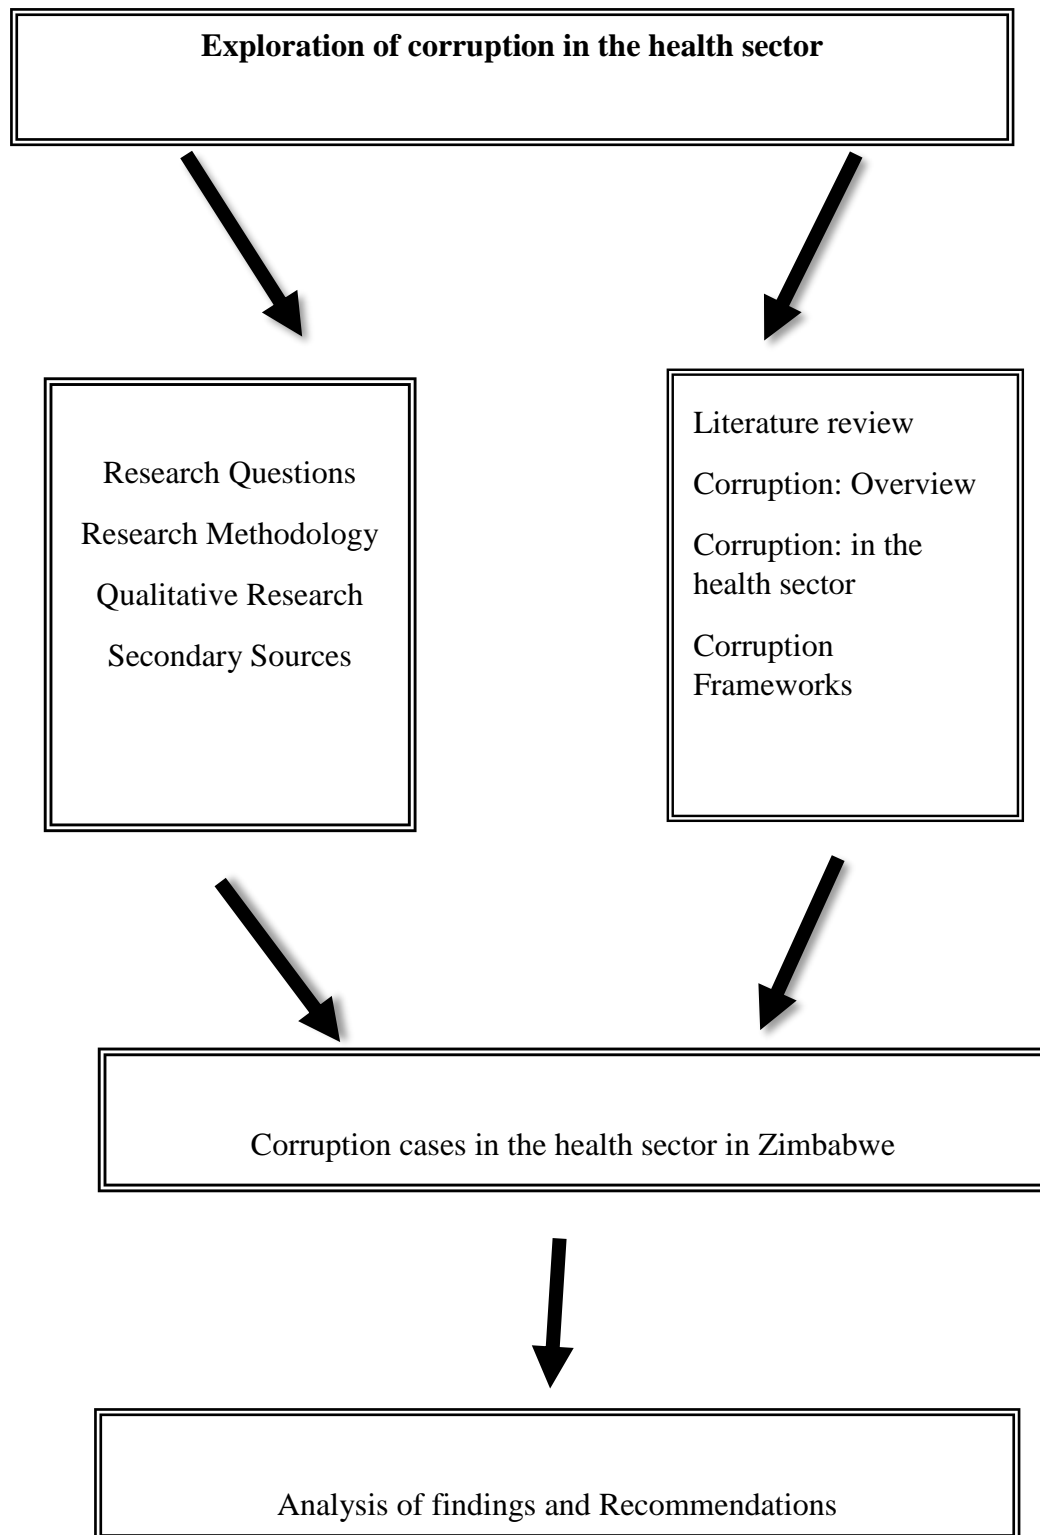 Exploration of corruption in the health sector
Research Questions
Research Methodology
Qualitative Research
Secondary Sources
Literature review
Corruption: Overview
Corruption: in the
health sector
Corruption
Frameworks
Corruption cases in the health sector in Zimbabwe
Analysis of findings and Recommendations